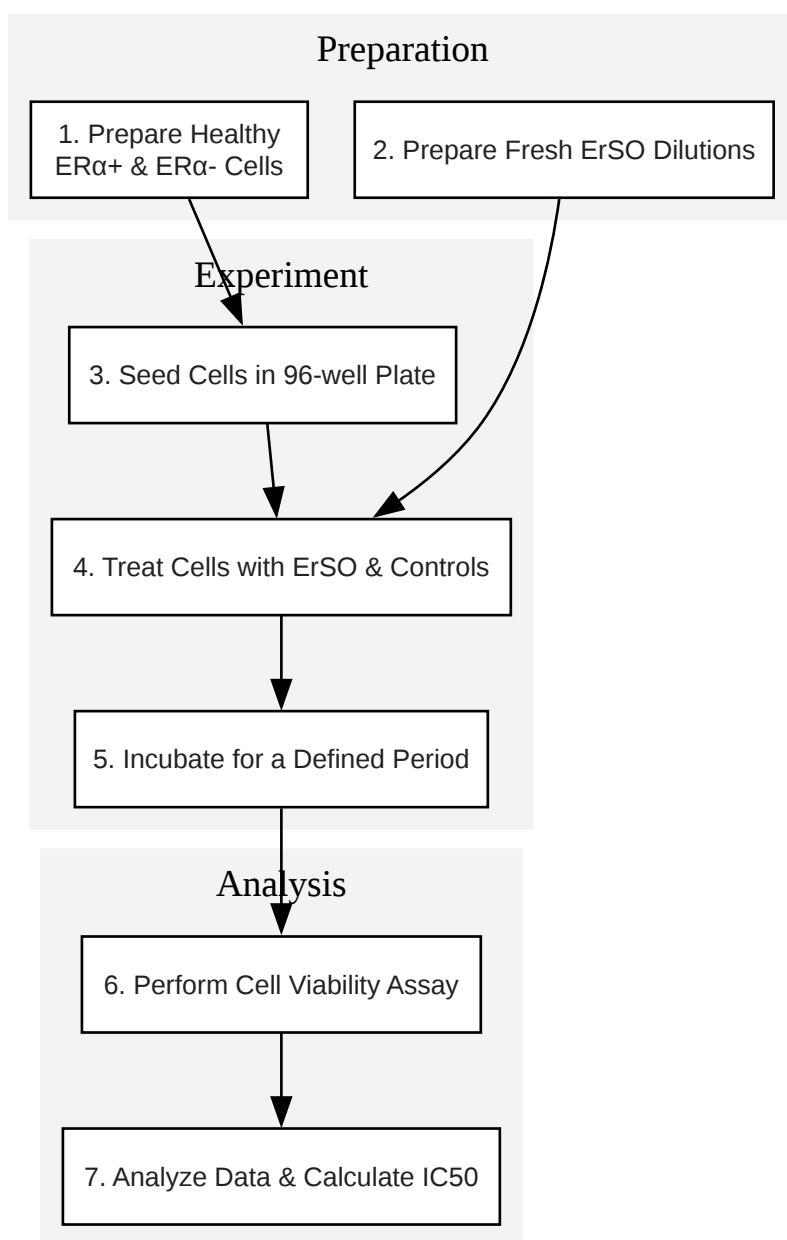 Preparation
1. Prepare Healthy
ERα+ & ERα- Cells
2. Prepare Fresh ErSO Dilutions
Experiment
3. Seed Cells in 96-well Plate
4. Treat Cells with ErSO & Controls
5. Incubate for a Defined Period
Analysis
6. Perform Cell Viability Assay
7. Analyze Data & Calculate IC50